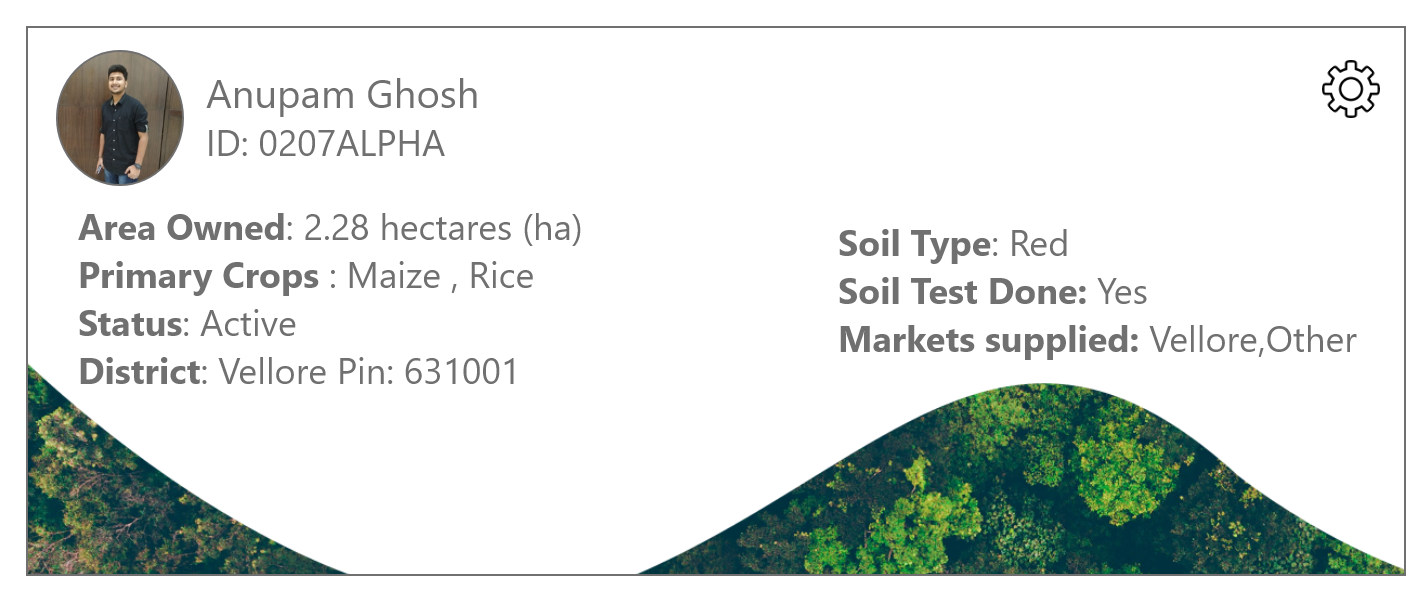 Anupam Ghosh
ID: 0207ALPHA
Area Owned: 2.28 hectares (ha)
Primary Crops : Maize , Rice
Status: Active
District: Vellore Pin: 631001
Soil Type: Red
Soil Test Done: Yes
Markets supplied: Vellore,Other